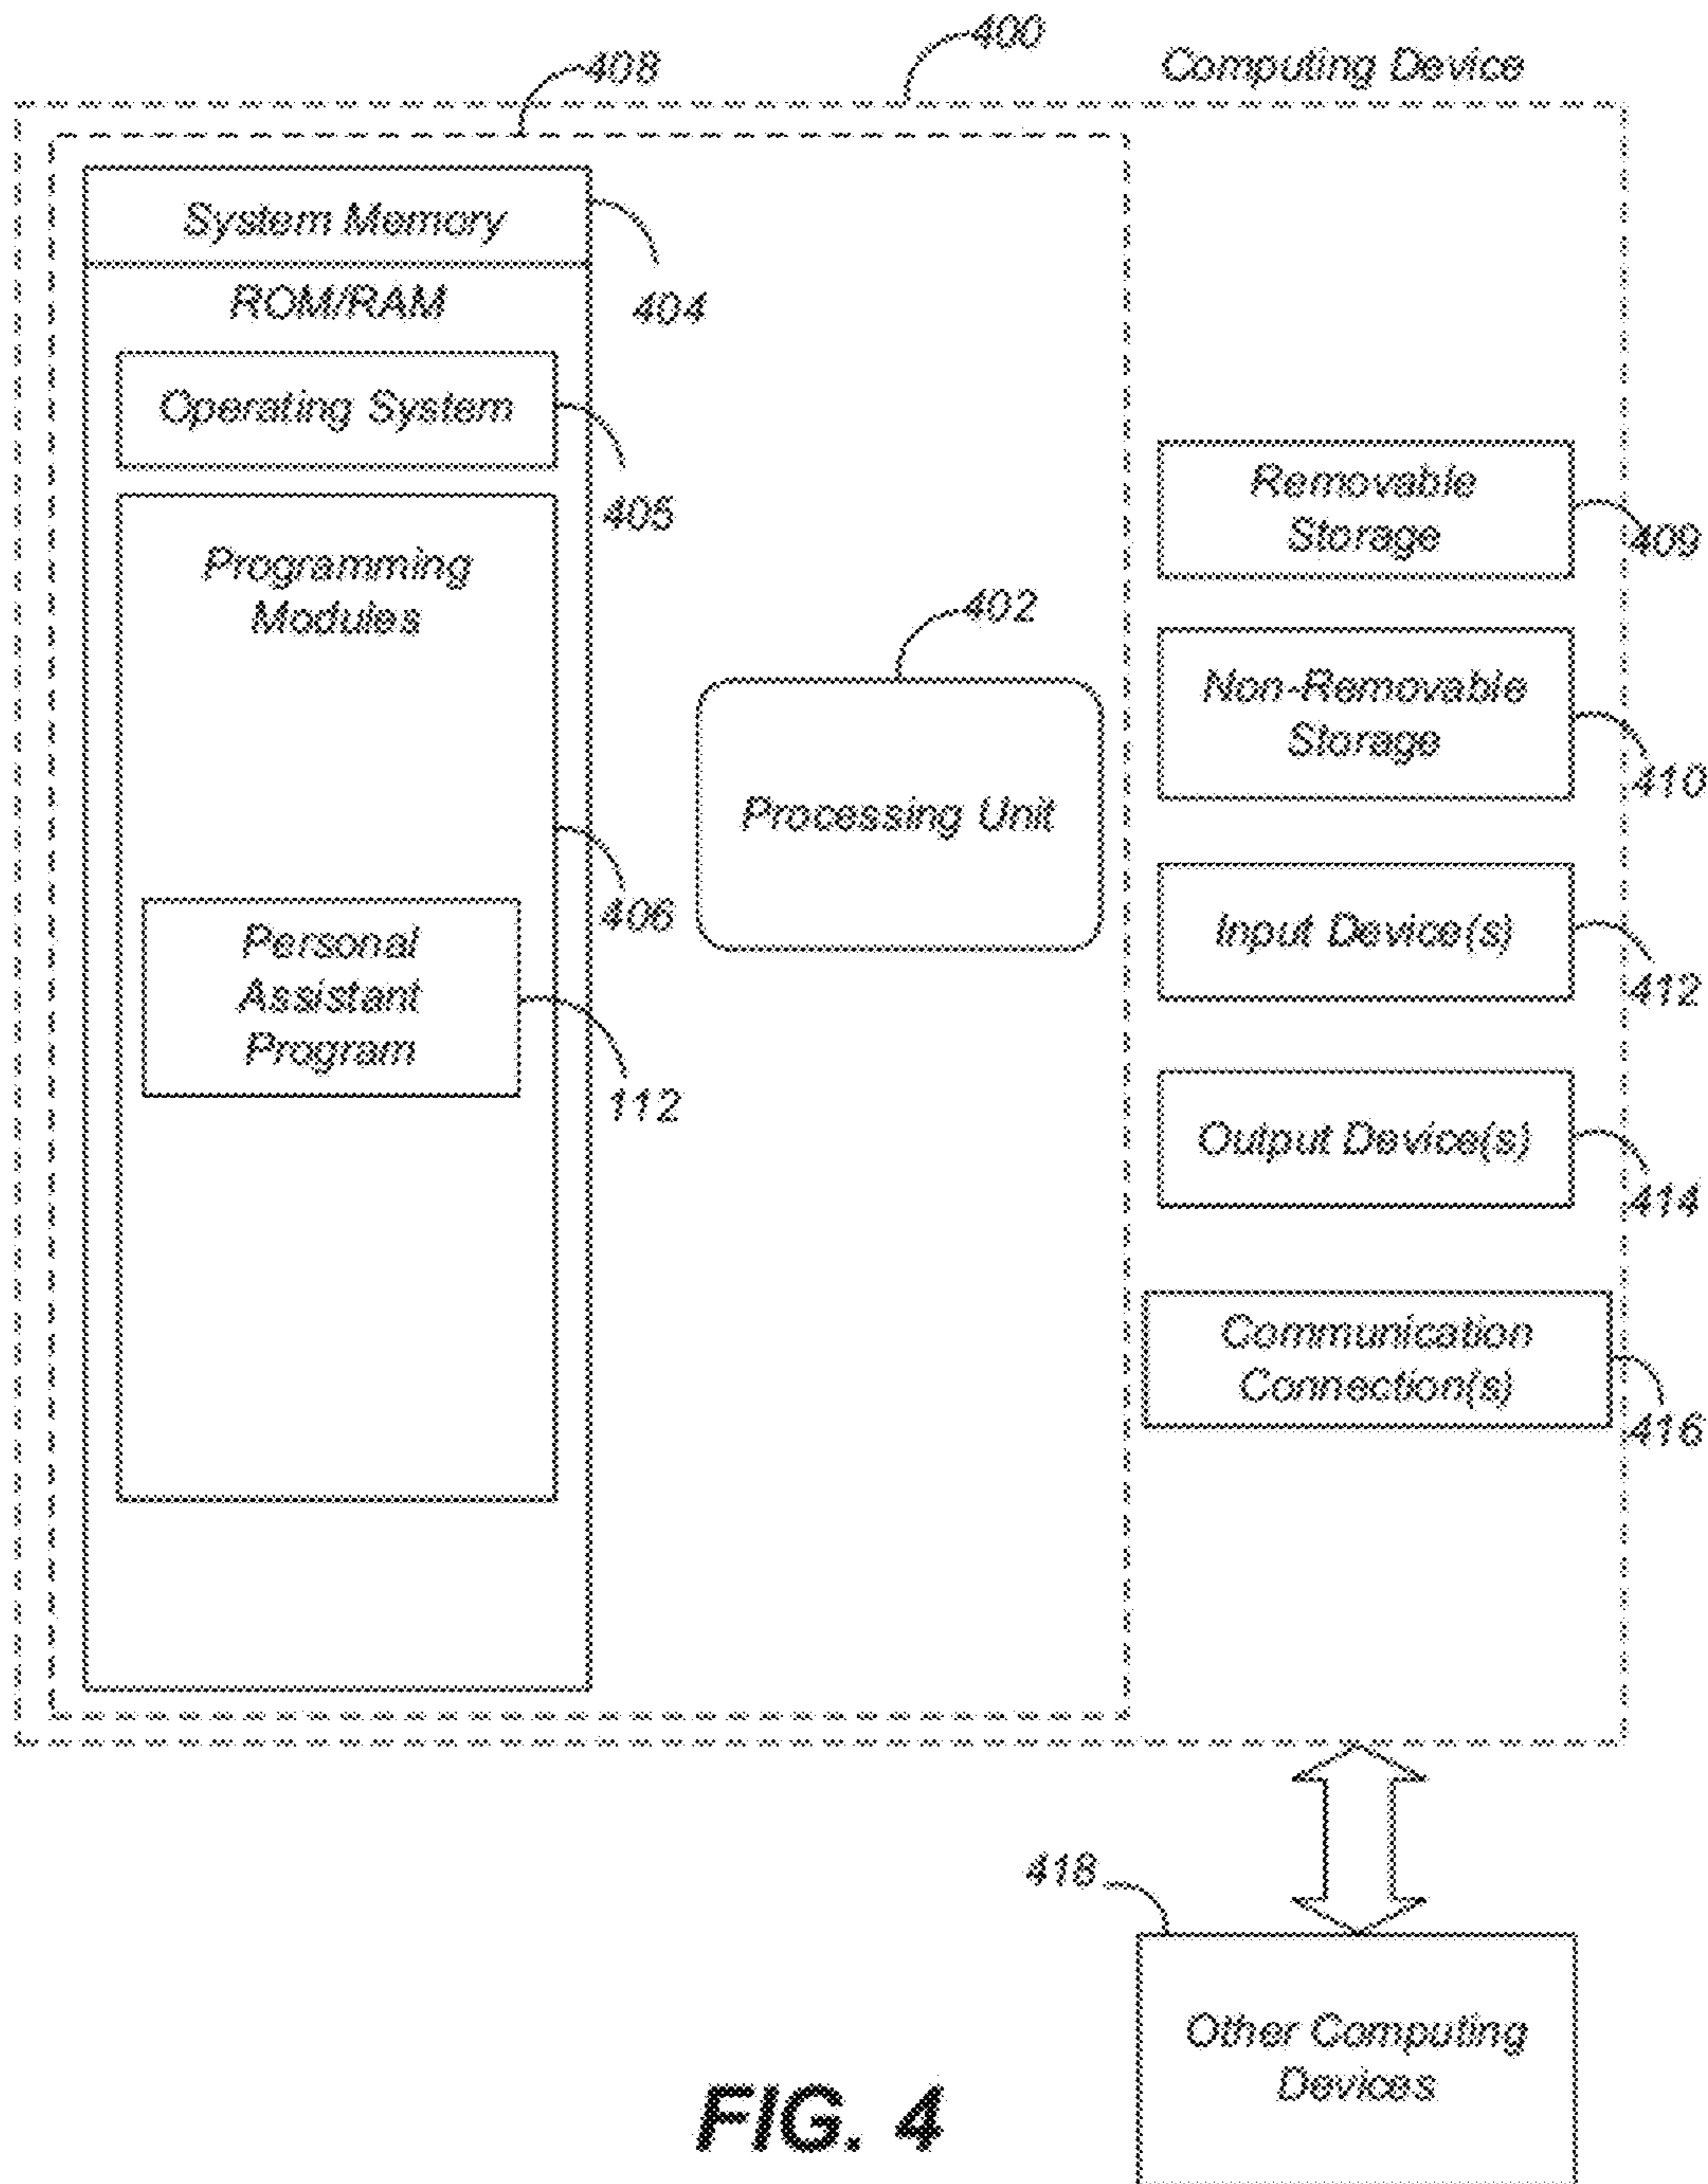 400
Computing Device
408
System Memory
404
ROM/RAM
Operating System
405
Programming
Modules
406
Personal
Assistant
Program
112
402
Processing Unit
Removable
Storage
409
Non-Removable
Storage
410
Input Device(s)
412
Output Device(s)
414
Communication
Connection(s)
416
418
Other Computing
Devices
FIG. 4